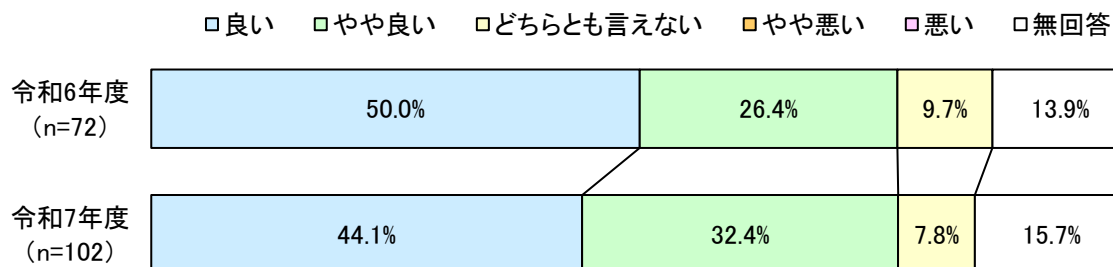 良い やや良い どちらとも言えない やや悪い 悪い 無回答
令和6年度
(n=72)
50.0% 26.4% 9.7% 13.9%
令和7年度
(n=102)
44.1% 32.4% 7.8% 15.7%